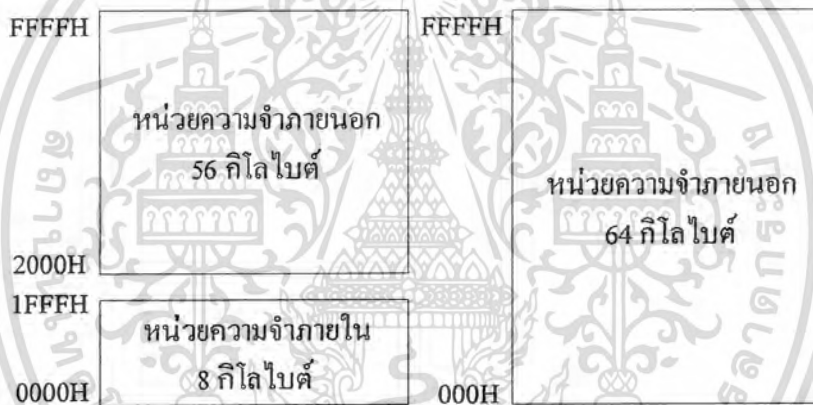 FFFFH
หน่วยความจำภายนอก
56 กิโลไบต์
2000H
1FFFH
หน่วยความจำภายใน
8 กิโลไบต์
0000H
FFFFH
หน่วยความจำภายนอก
64 กิโลไบต์
000H